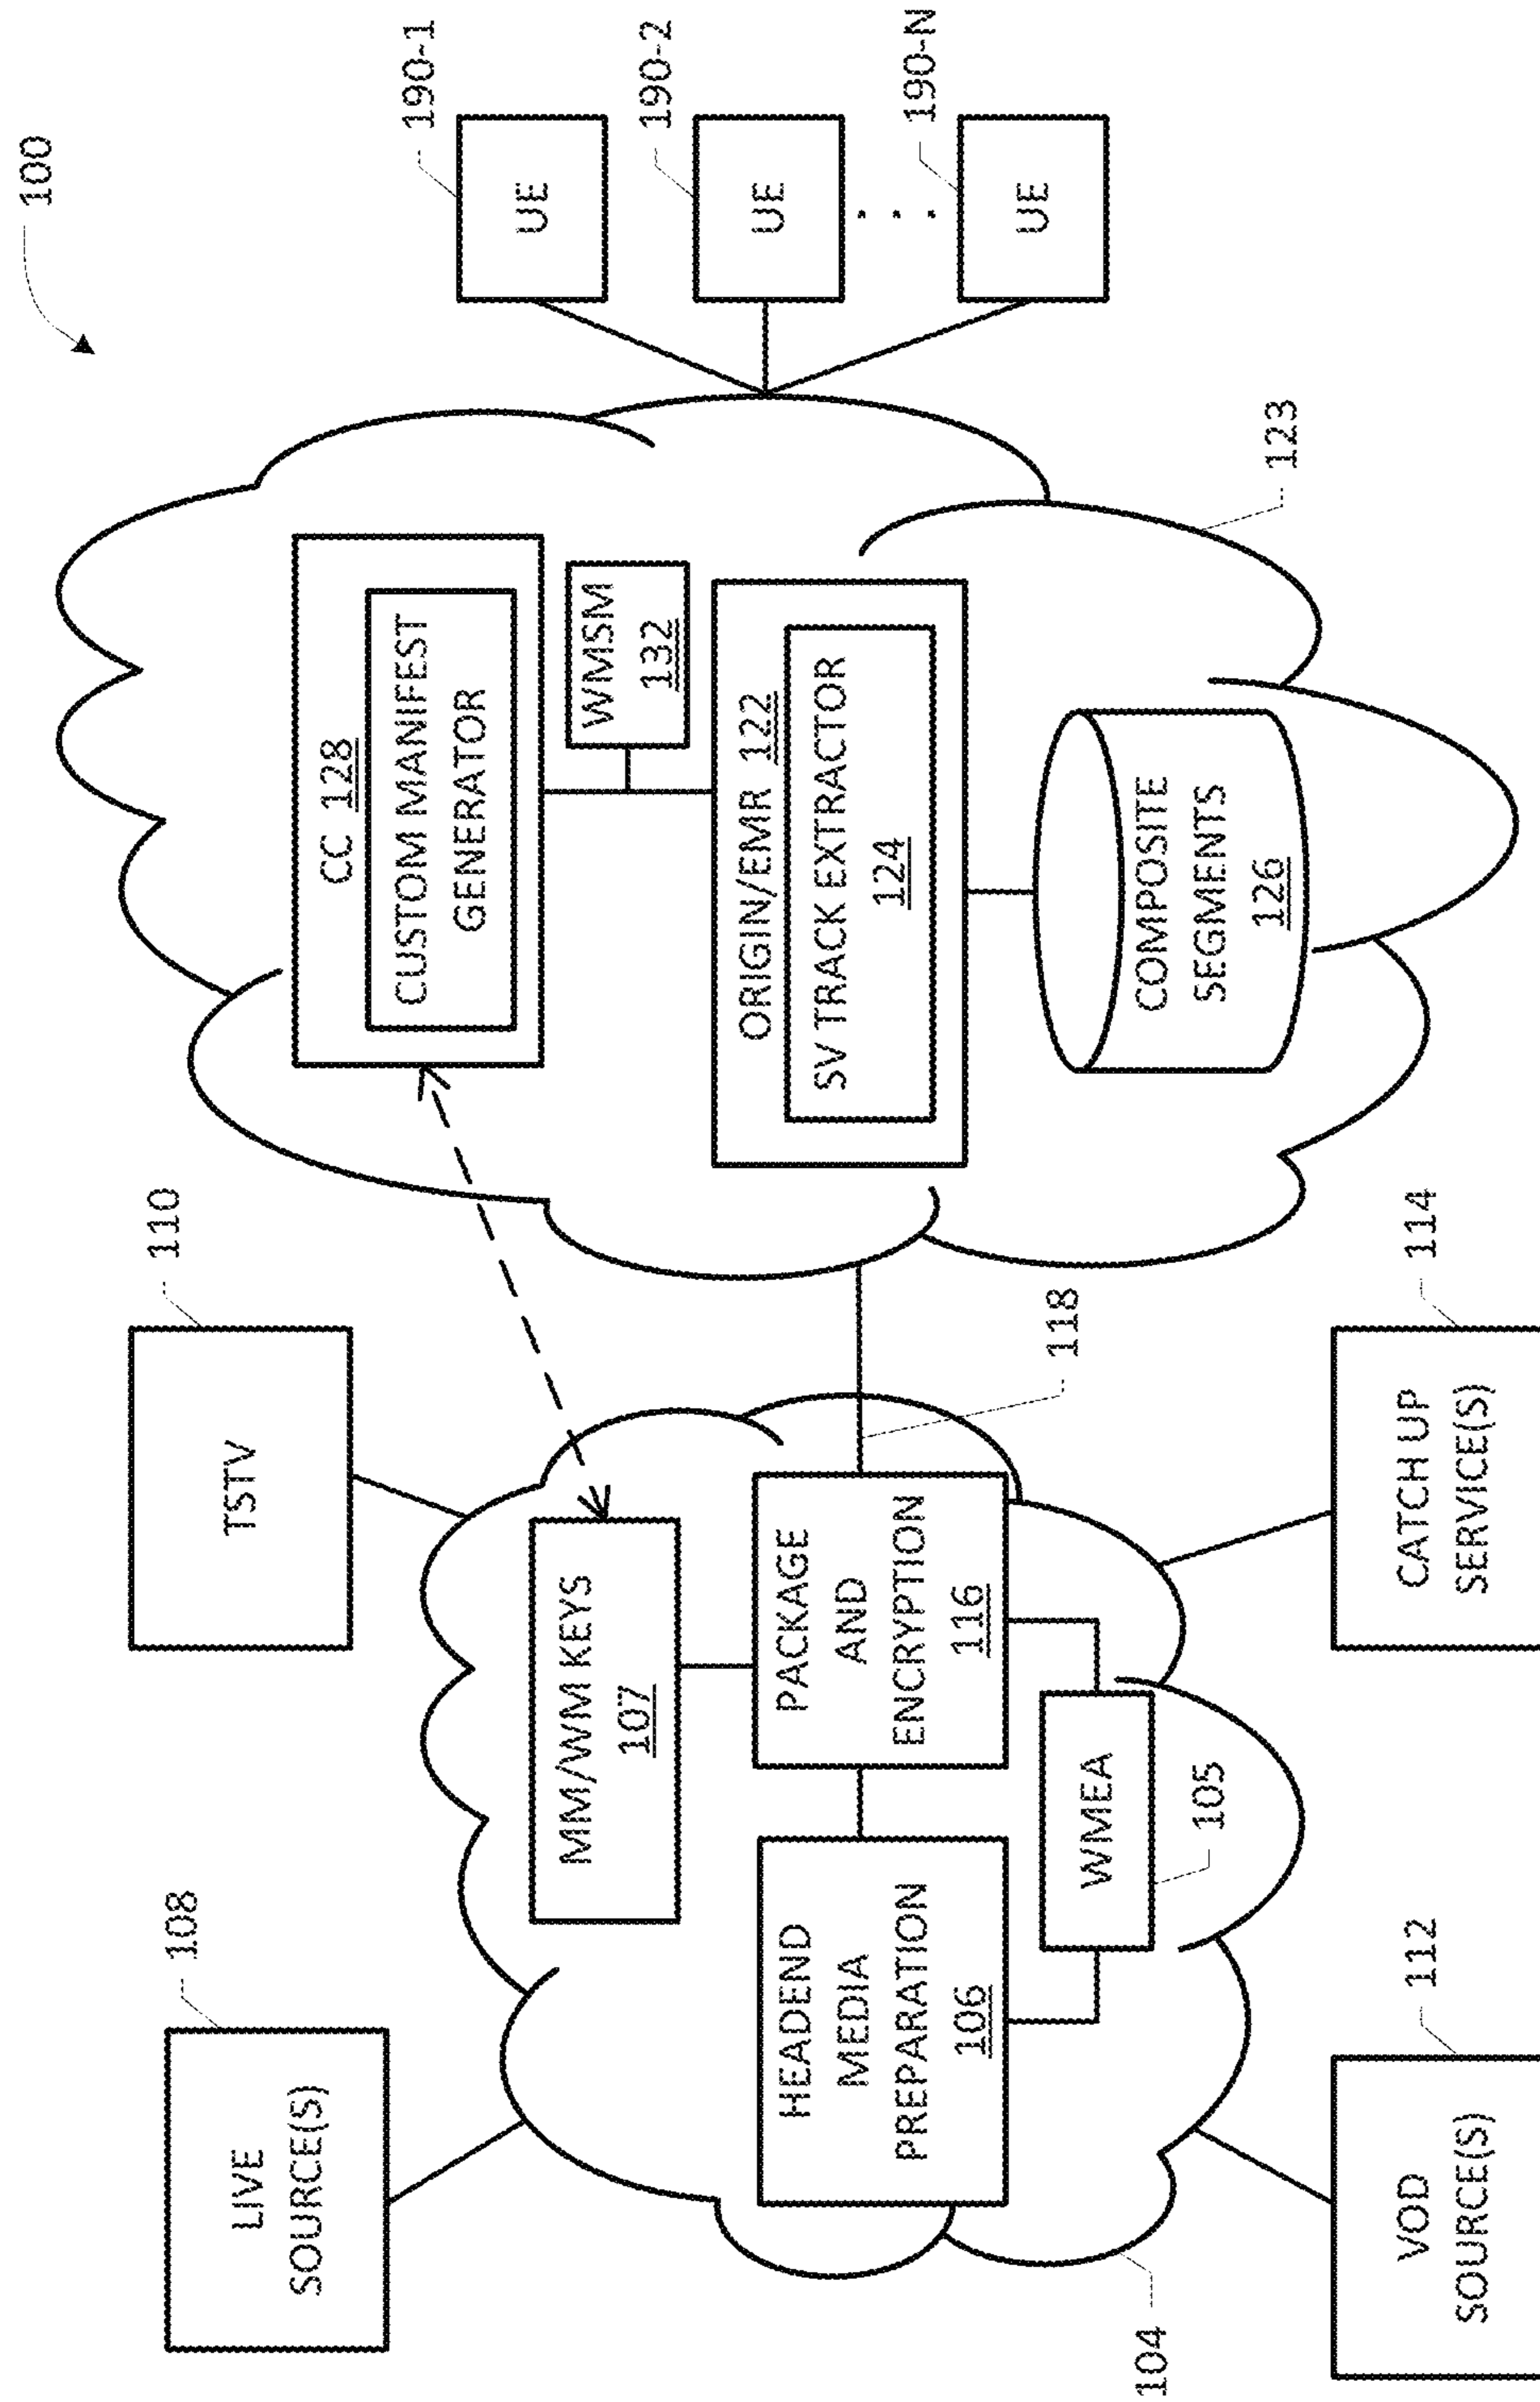 100
LIVE
SOURCE(S)
108
TSTV
110
MM/WM KEYS
107
HEADEND
MEDIA
PREPARATION
106
PACKAGE
AND
ENCRYPTION
116
WMEA
105
118
104
VOD
SOURCE(S)
112
CATCH UP
SERVICE(S)
114
CC 128
CUSTOM MANIFEST
GENERATOR
WMSM
132
ORIGIN/EMR 122
SV TRACK EXTRACTOR
124
COMPOSITE
SEGMENTS
126
123
UE
190-1
UE
190-2
UE
190-N